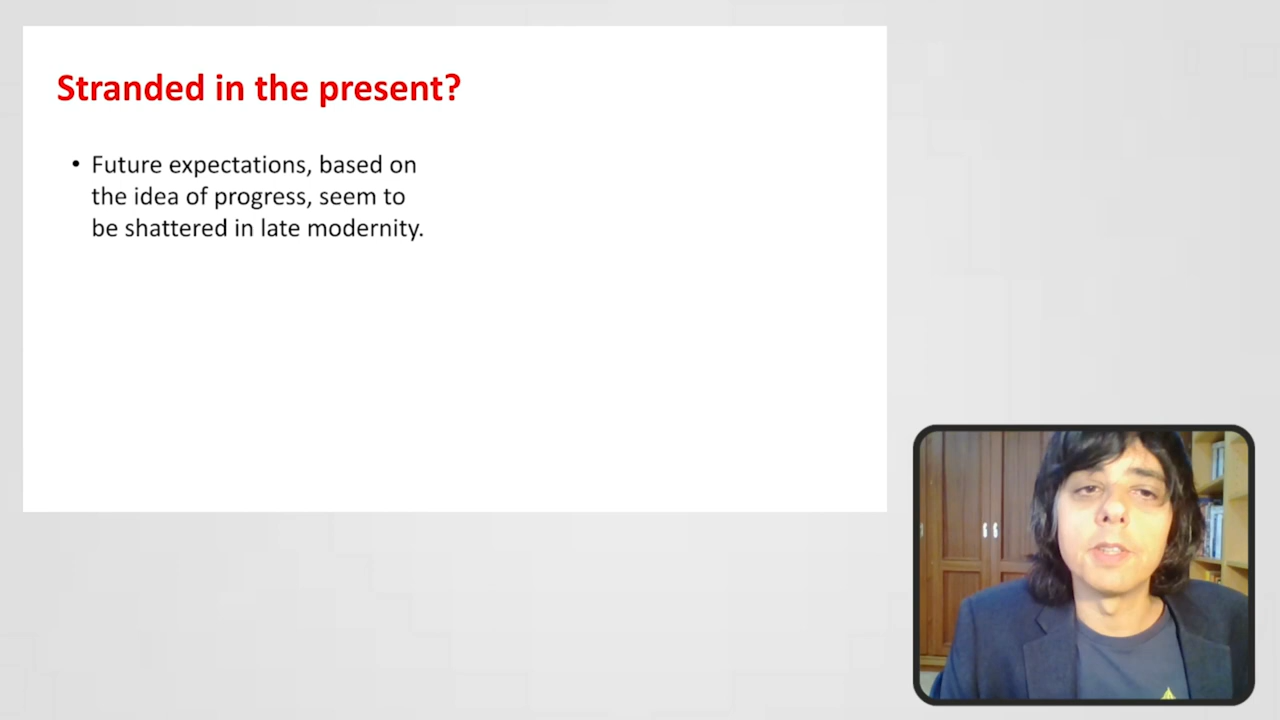 Stranded in the present?
• Future expectations, based on
the idea of progress, seem to
be shattered in late modernity.